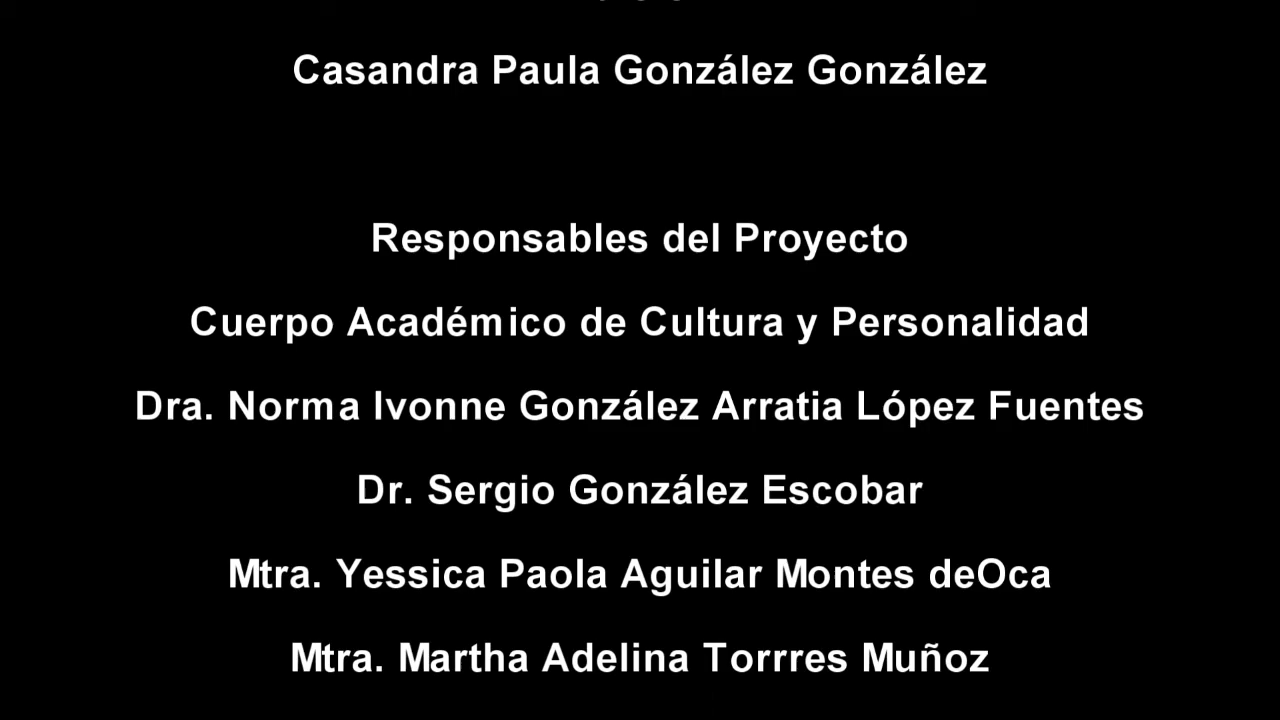 Casandra Paula González González
Responsables del Proyecto
Cuerpo Académico de Cultura y Personalidad
Dra. Norma Ivonne González Arratia López Fuentes
Dr. Sergio González Escobar
Mtra. Yessica Paola Aguilar Montes deOca
Mtra. Martha Adelina Torrres Muñoz